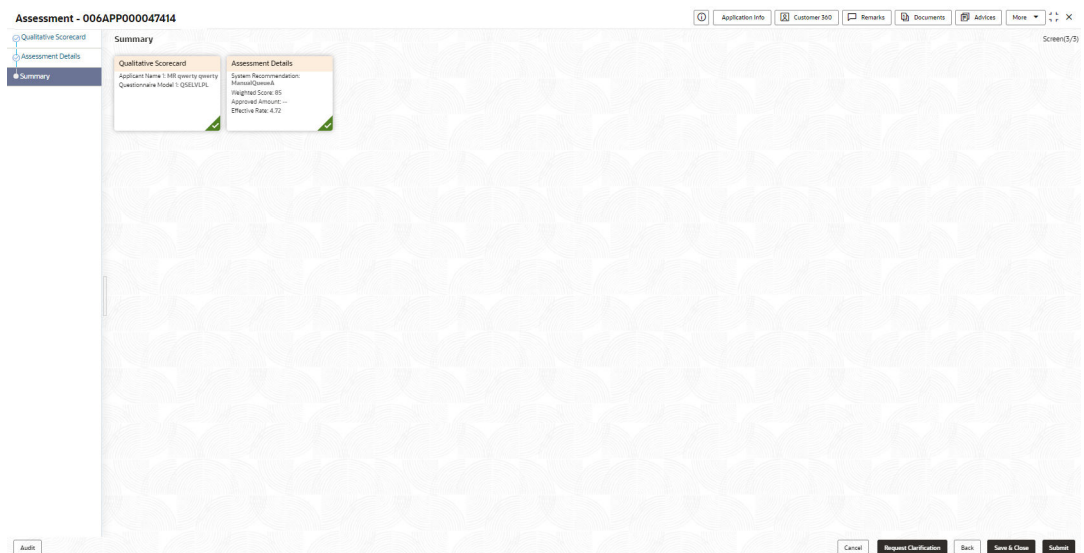 Assessment - 006APP000047414
Application Info
Customer 360
Remarks
Documents
Advices
More
Qualitative Scorecard
Assessment Details
Summary
Summary
Screen(3/3)
Qualitative Scorecard
Applicant Name 1: MR qwerty qwerty
Questionnaire Model 1: QSELVLPL
Assessment Details
System Recommendation:
ManualQueueA
Weighted Score: 85
Approved Amount: --
Effective Rate: 4.72
Audit
Cancel
Request Clarification
Back
Save & Close
Submit